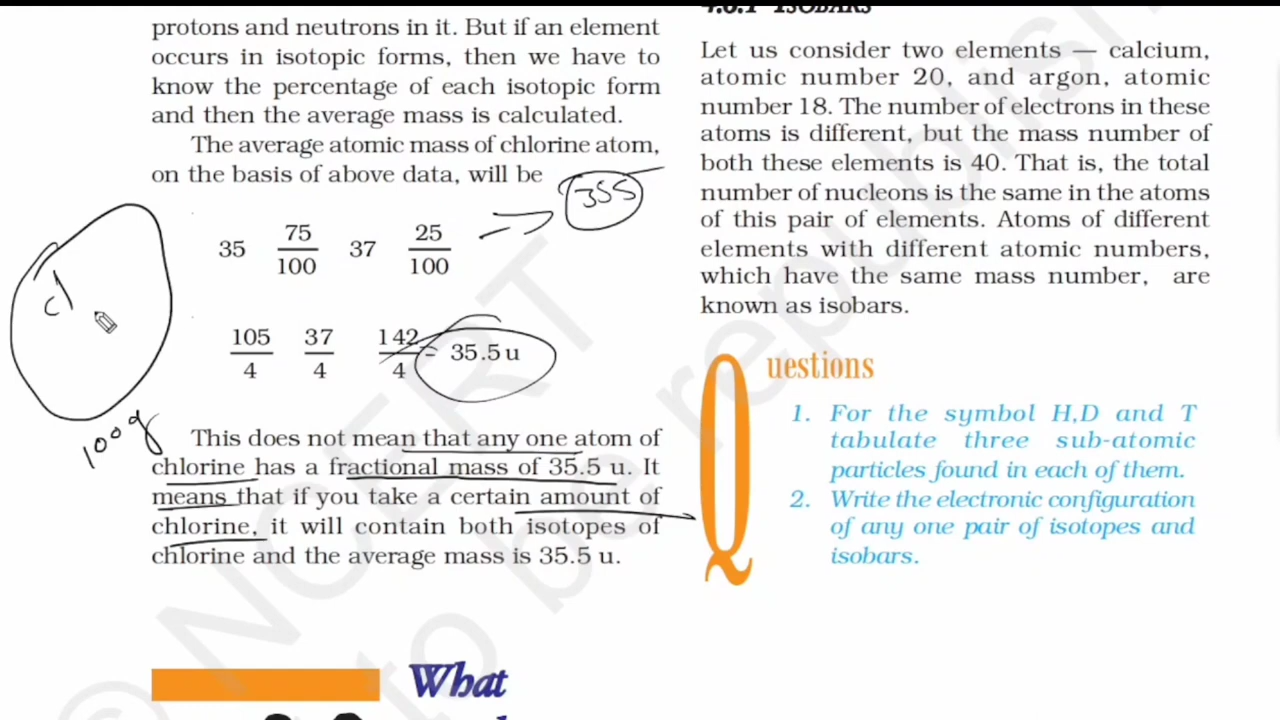 protons and neutrons in it. But if an element
occurs in isotopic forms, then we have to
know the percentage of each isotopic form
and then the average mass is calculated.
The average atomic mass of chlorine atom,
on the basis of above data, will be
355
35 75/100 37 25/100
105/4 37/4 142/4 = 35.5 u
cl
100g
This does not mean that any one atom of
chlorine has a fractional mass of 35.5 u. It
means that if you take a certain amount of
chlorine, it will contain both isotopes of
chlorine and the average mass is 35.5 u.
What
4.6.1 ISOBARS
Let us consider two elements — calcium,
atomic number 20, and argon, atomic
number 18. The number of electrons in these
atoms is different, but the mass number of
both these elements is 40. That is, the total
number of nucleons is the same in the atoms
of this pair of elements. Atoms of different
elements with different atomic numbers,
which have the same mass number, are
known as isobars.
Questions
1. For the symbol H,D and T
tabulate three sub-atomic
particles found in each of them.
2. Write the electronic configuration
of any one pair of isotopes and
isobars.
© NCERT
to be republish